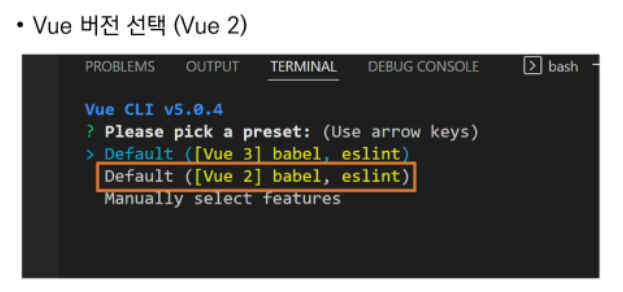 • Vue 버전 선택 (Vue 2)
PROBLEMS OUTPUT TERMINAL DEBUG CONSOLE bash
Vue CLI v5.0.4
? Please pick a preset: (Use arrow keys)
> Default ([Vue 3] babel, eslint)
Default ([Vue 2] babel, eslint)
Manually select features